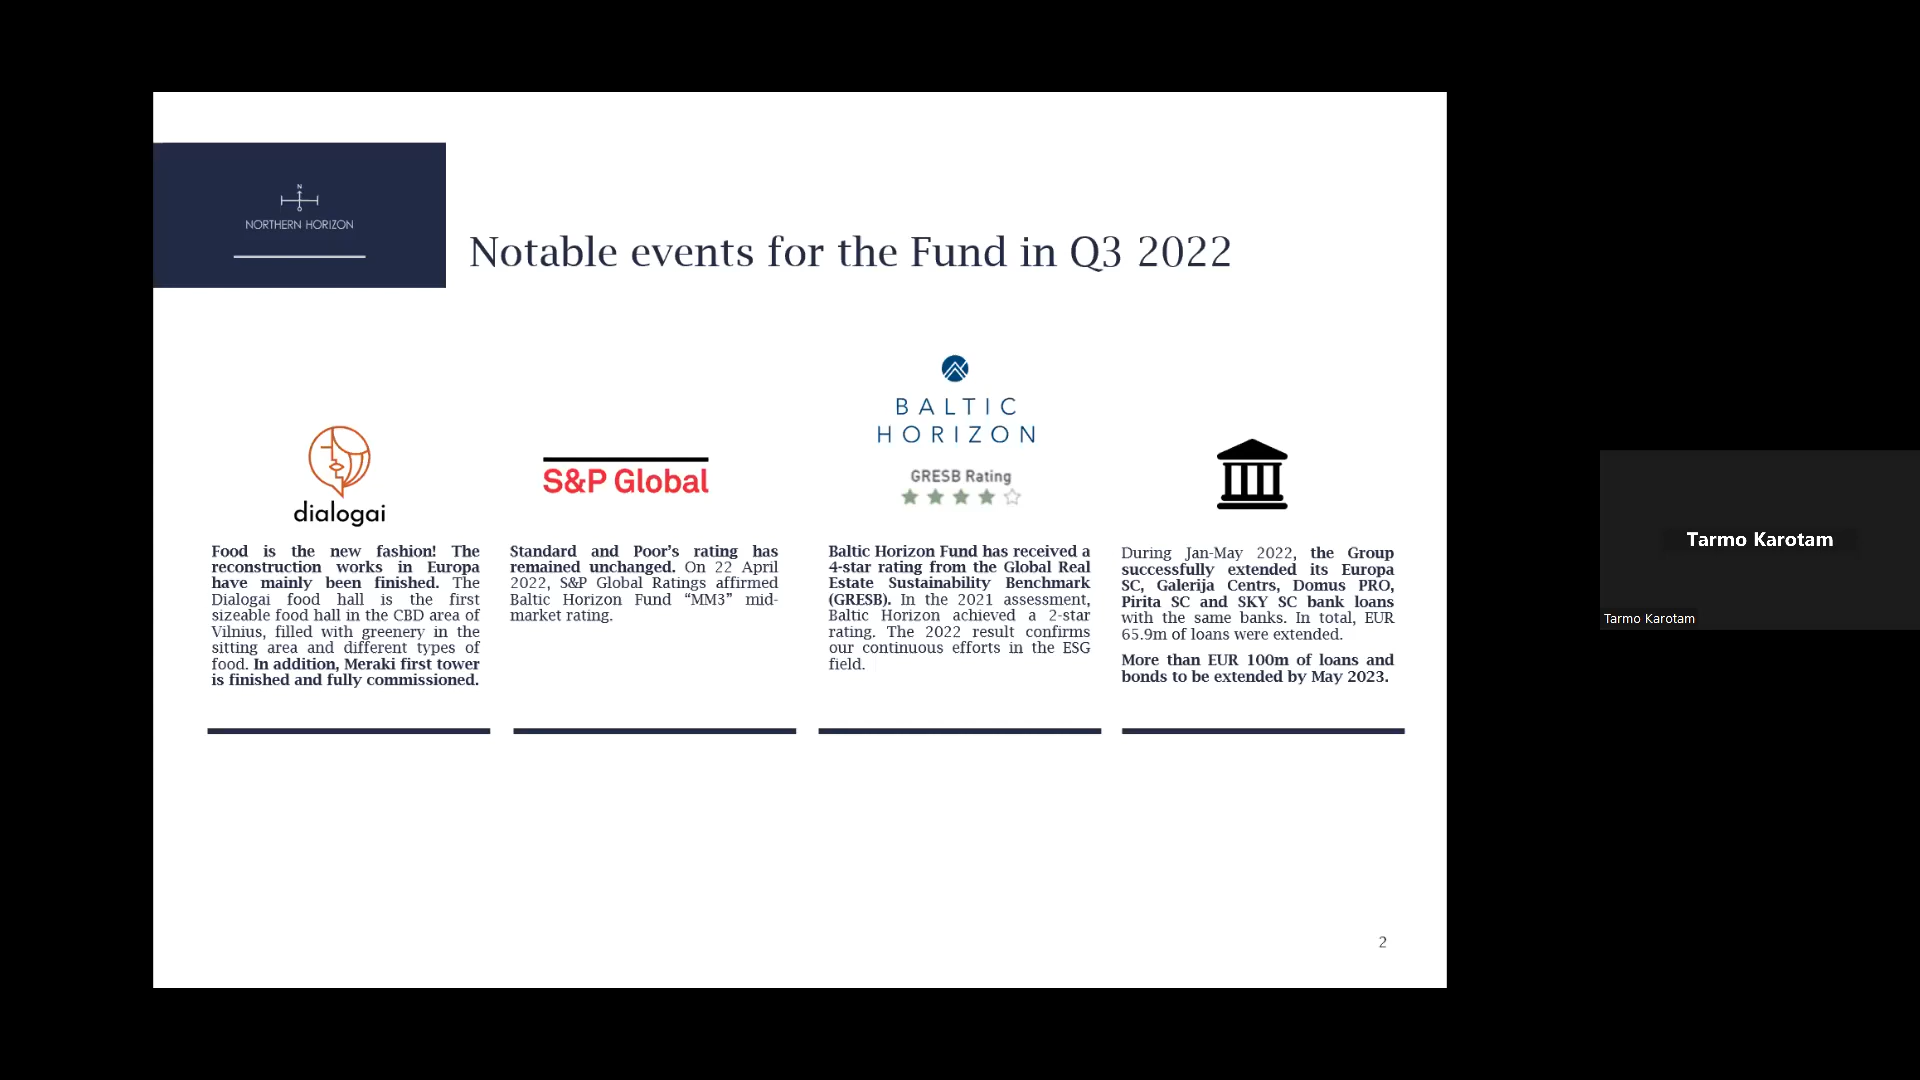 N
NORTHERN HORIZON
Notable events for the Fund in Q3 2022
dialogai
Food is the new fashion! The
reconstruction works in Europa
have mainly been finished. The
Dialogai food hall is the first
sizeable food hall in the CBD area of
Vilnius, filled with greenery in the
sitting area and different types of
food. In addition, Meraki first tower
is finished and fully commissioned.
S&P Global
Standard and Poor’s rating has
remained unchanged. On 22 April
2022, S&P Global Ratings affirmed
Baltic Horizon Fund “MM3” mid-
market rating.
BALTIC
HORIZON
GRESB Rating
Baltic Horizon Fund has received a
4-star rating from the Global Real
Estate Sustainability Benchmark
(GRESB). In the 2021 assessment,
Baltic Horizon achieved a 2-star
rating. The 2022 result confirms
our continuous efforts in the ESG
field.
During Jan-May 2022, the Group
successfully extended its Europa
SC, Galerija Centrs, Domus PRO,
Pirita SC and SKY SC bank loans
with the same banks. In total, EUR
65.9m of loans were extended.
More than EUR 100m of loans and
bonds to be extended by May 2023.
2
Tarmo Karotam
Tarmo Karotam